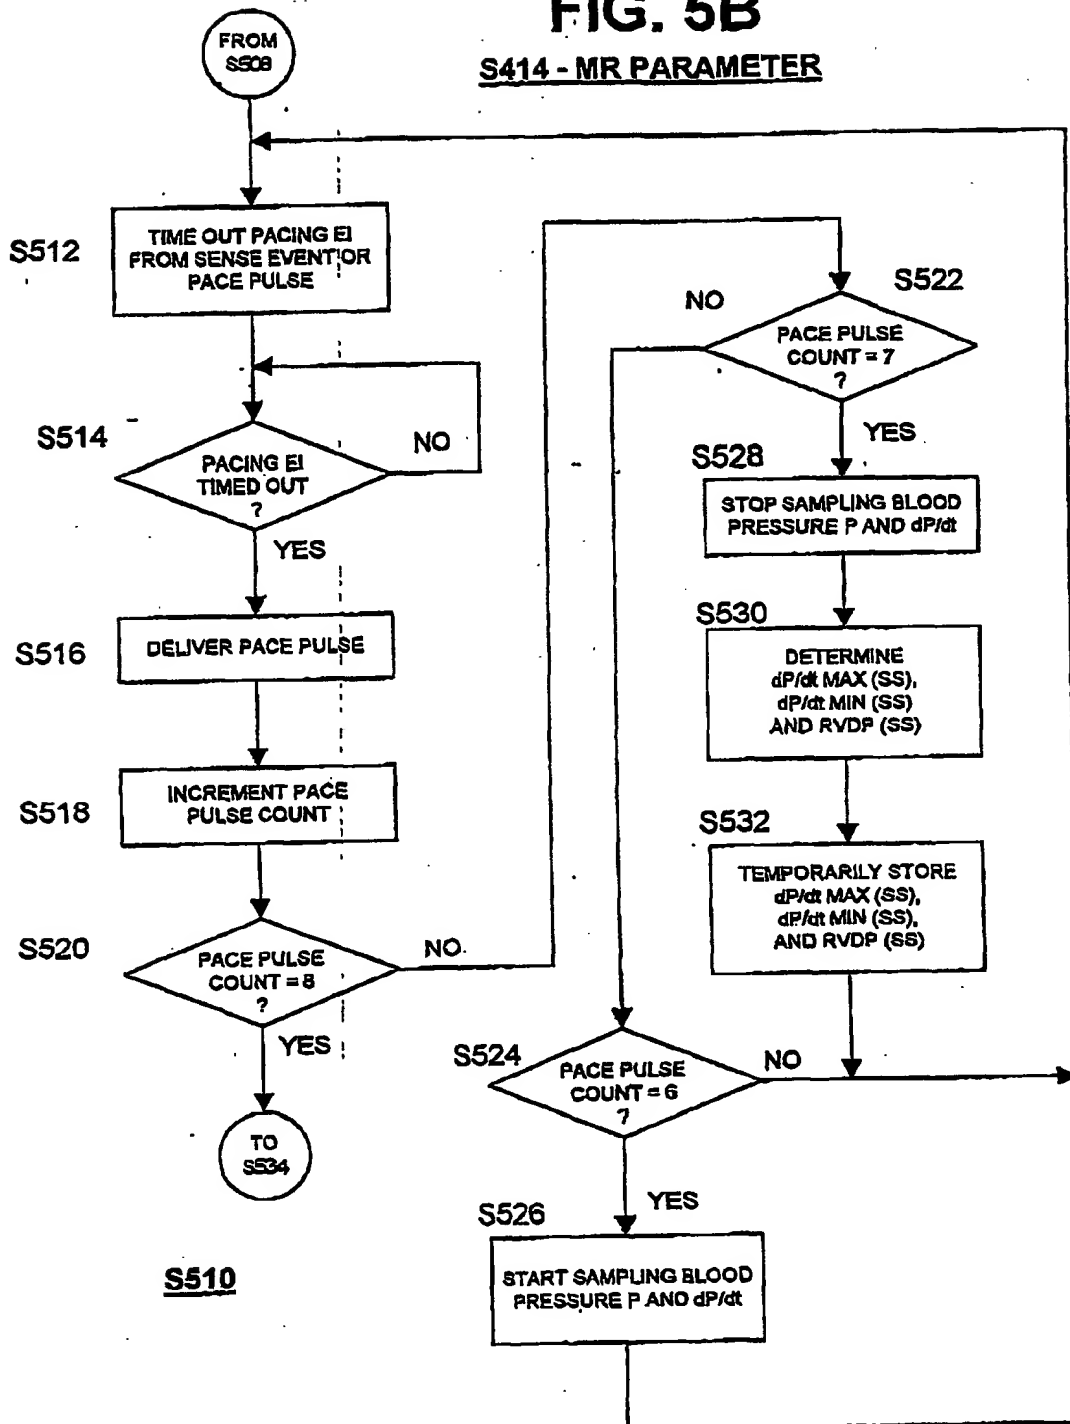 FIG. 5B
S414 - MR PARAMETER
FROM
S508
S512
TIME OUT PACING EI
FROM SENSE EVENT OR
PACE PULSE
S514
PACING EI
TIMED OUT
?
NO
YES
S516
DELIVER PACE PULSE
S518
INCREMENT PACE
PULSE COUNT
S520
PACE PULSE
COUNT = 8
?
NO
YES
TO
S534
S510
S522
NO
PACE PULSE
COUNT = 7
?
YES
S528
STOP SAMPLING BLOOD
PRESSURE P AND dP/dt
S530
DETERMINE
dP/dt MAX (SS),
dP/dt MIN (SS)
AND RVDP (SS)
S532
TEMPORARILY STORE
dP/dt MAX (SS),
dP/dt MIN (SS),
AND RVDP (SS)
S524
PACE PULSE
COUNT = 6
?
NO
YES
S526
START SAMPLING BLOOD
PRESSURE P AND dP/dt